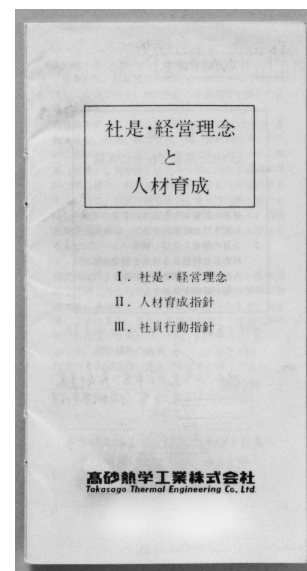 社是・経営理念
と
人材育成
Ⅰ. 社是・経営理念
Ⅱ. 人材育成指針
Ⅲ. 社員行動指針
髙砂熱学工業株式会社
Takasago Thermal Engineering Co., Ltd.